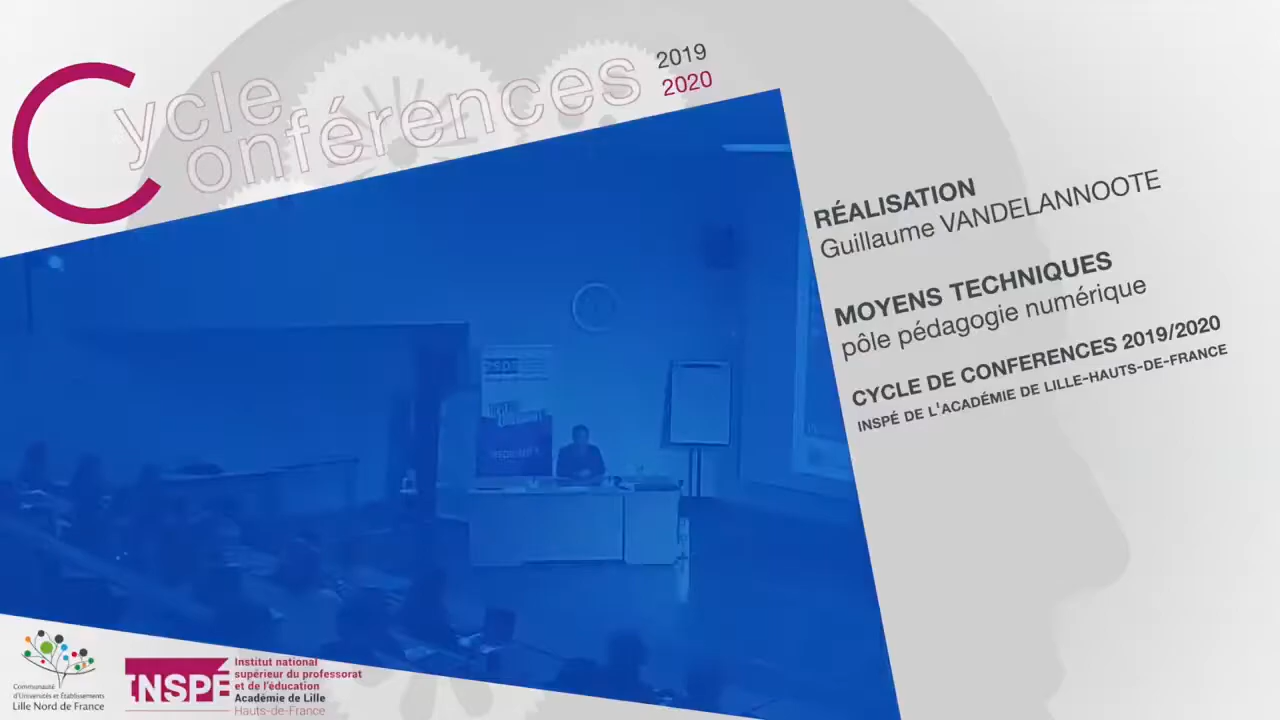 Cycle
Conférences
2019
2020
RÉALISATION
Guillaume VANDELANNOOTE
MOYENS TECHNIQUES
pôle pédagogie numérique
CYCLE DE CONFERENCES 2019/2020
INSPÉ DE L'ACADÉMIE DE LILLE-HAUTS-DE-FRANCE
Communauté
d'Universités et Établissements
Lille Nord de France
INSPÉ
Institut national
supérieur du professorat
et de l'éducation
Académie de Lille
Hauts-de-France